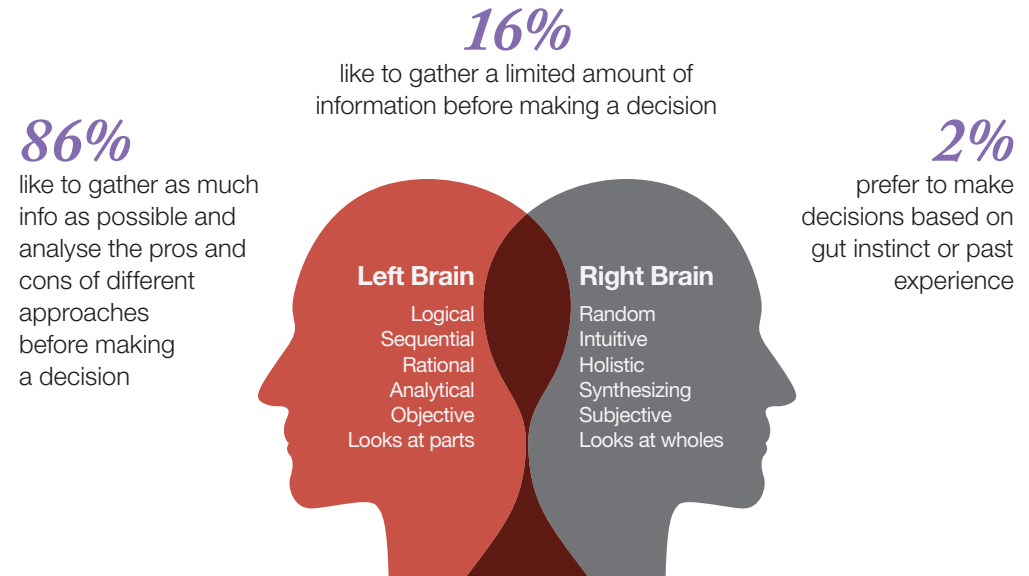 16%
like to gather a limited amount of
information before making a decision
86%
like to gather as much
info as possible and
analyse the pros and
cons of different
approaches
before making
a decision
2%
prefer to make
decisions based on
gut instinct or past
experience
Left Brain
Logical
Sequential
Rational
Analytical
Objective
Looks at parts
Right Brain
Random
Intuitive
Holistic
Synthesizing
Subjective
Looks at wholes